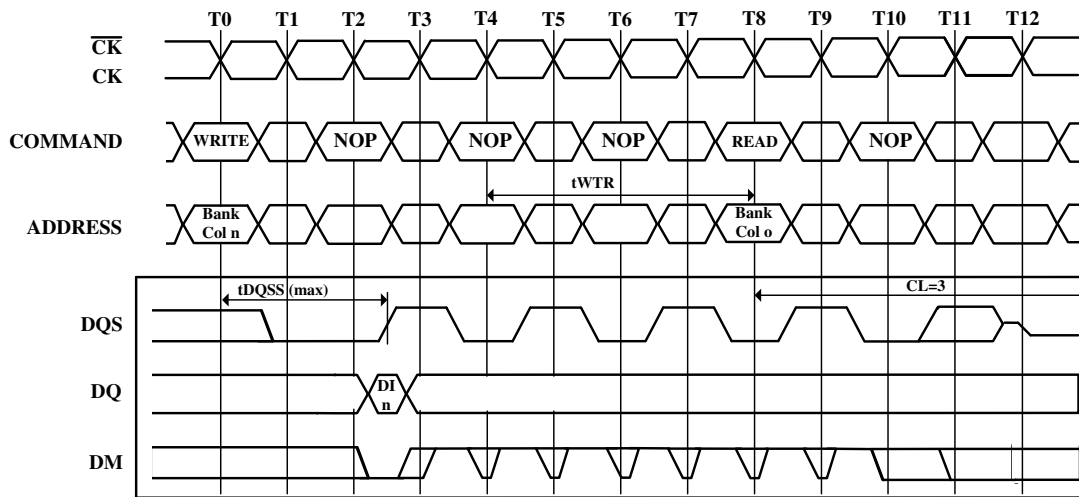 T0 T1 T2 T3 T4 T5 T6 T7 T8 T9 T10 T11 T12
CK
CK
COMMAND WRITE NOP NOP NOP READ NOP
tWTR
ADDRESS Bank Col n Bank Col o
tDQSS (max) CL=3
DQS
DQ DI n
DM